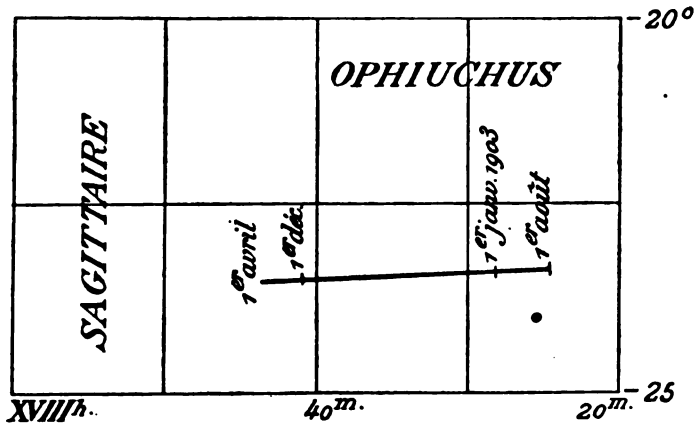 20°
OPHIUCHUS
SAGITTAIRE
1er avril
1er déc.
1er janv. 1903
1er août
25
XVIIIh.
40m.
20m.